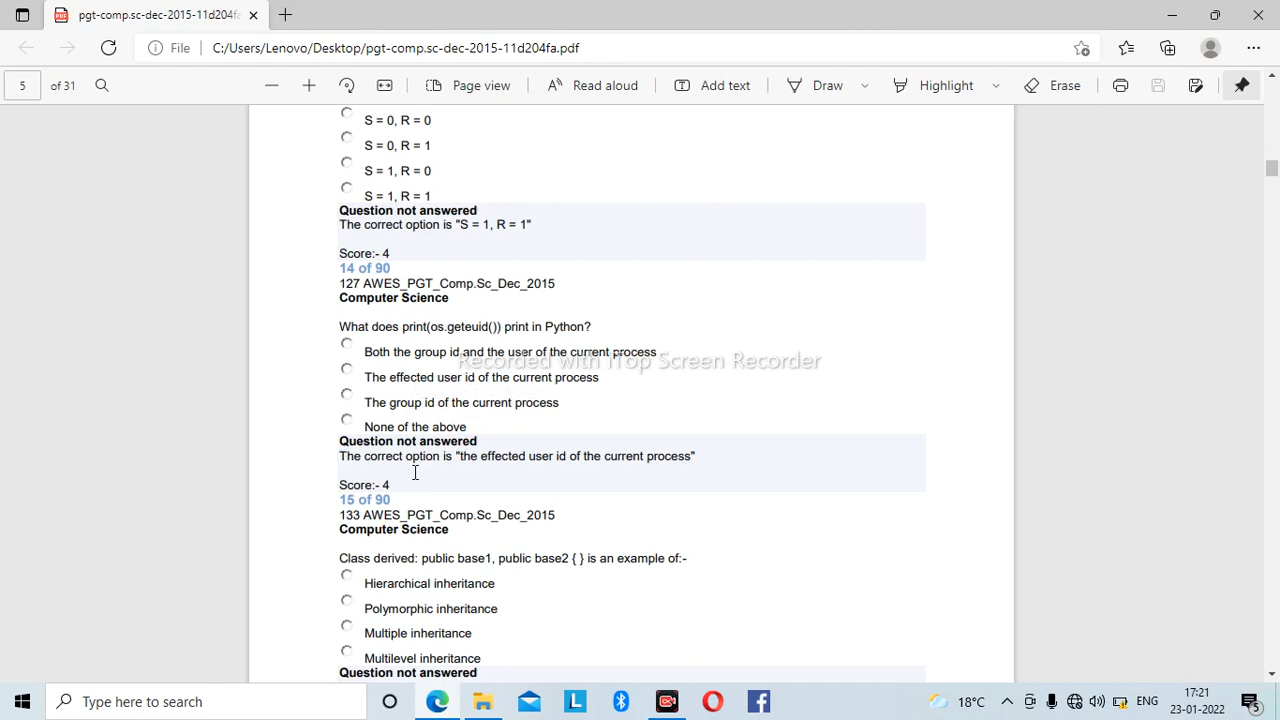 pgt-comp.sc-dec-2015-11d204fa
File C:/Users/Lenovo/Desktop/pgt-comp.sc-dec-2015-11d204fa.pdf
5 of 31 Page view Read aloud Add text Draw Highlight Erase
S = 0, R = 0
S = 0, R = 1
S = 1, R = 0
S = 1, R = 1
Question not answered
The correct option is "S = 1, R = 1"
Score:- 4
14 of 90
127 AWES_PGT_Comp.Sc_Dec_2015
Computer Science
What does print(os.geteuid()) print in Python?
Both the group id and the user of the current process
Recorded with iTop Screen Recorder
The effected user id of the current process
The group id of the current process
None of the above
Question not answered
The correct option is "the effected user id of the current process"
Score:- 4
15 of 90
133 AWES_PGT_Comp.Sc_Dec_2015
Computer Science
Class derived: public base1, public base2 { } is an example of:-
Hierarchical inheritance
Polymorphic inheritance
Multiple inheritance
Multilevel inheritance
Question not answered
Type here to search 18°C ENG 17:21
23-01-2022 5